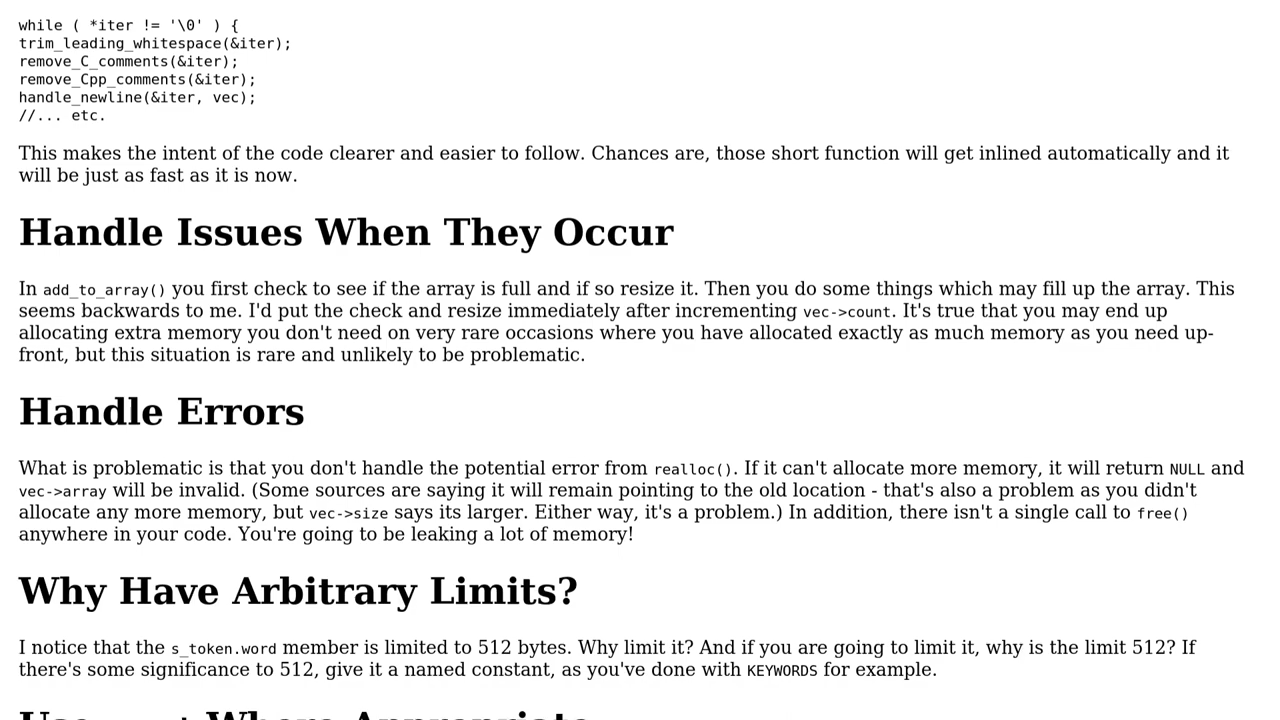 while ( *iter != '\0' ) {
trim_leading_whitespace(&iter);
remove_C_comments(&iter);
remove_Cpp_comments(&iter);
handle_newline(&iter, vec);
//... etc.
This makes the intent of the code clearer and easier to follow. Chances are, those short function will get inlined automatically and it
will be just as fast as it is now.
Handle Issues When They Occur
In add_to_array() you first check to see if the array is full and if so resize it. Then you do some things which may fill up the array. This
seems backwards to me. I'd put the check and resize immediately after incrementing vec->count. It's true that you may end up
allocating extra memory you don't need on very rare occasions where you have allocated exactly as much memory as you need up-
front, but this situation is rare and unlikely to be problematic.
Handle Errors
What is problematic is that you don't handle the potential error from realloc(). If it can't allocate more memory, it will return NULL and
vec->array will be invalid. (Some sources are saying it will remain pointing to the old location - that's also a problem as you didn't
allocate any more memory, but vec->size says its larger. Either way, it's a problem.) In addition, there isn't a single call to free()
anywhere in your code. You're going to be leaking a lot of memory!
Why Have Arbitrary Limits?
I notice that the s_token.word member is limited to 512 bytes. Why limit it? And if you are going to limit it, why is the limit 512? If
there's some significance to 512, give it a named constant, as you've done with KEYWORDS for example.
Where Appropriate